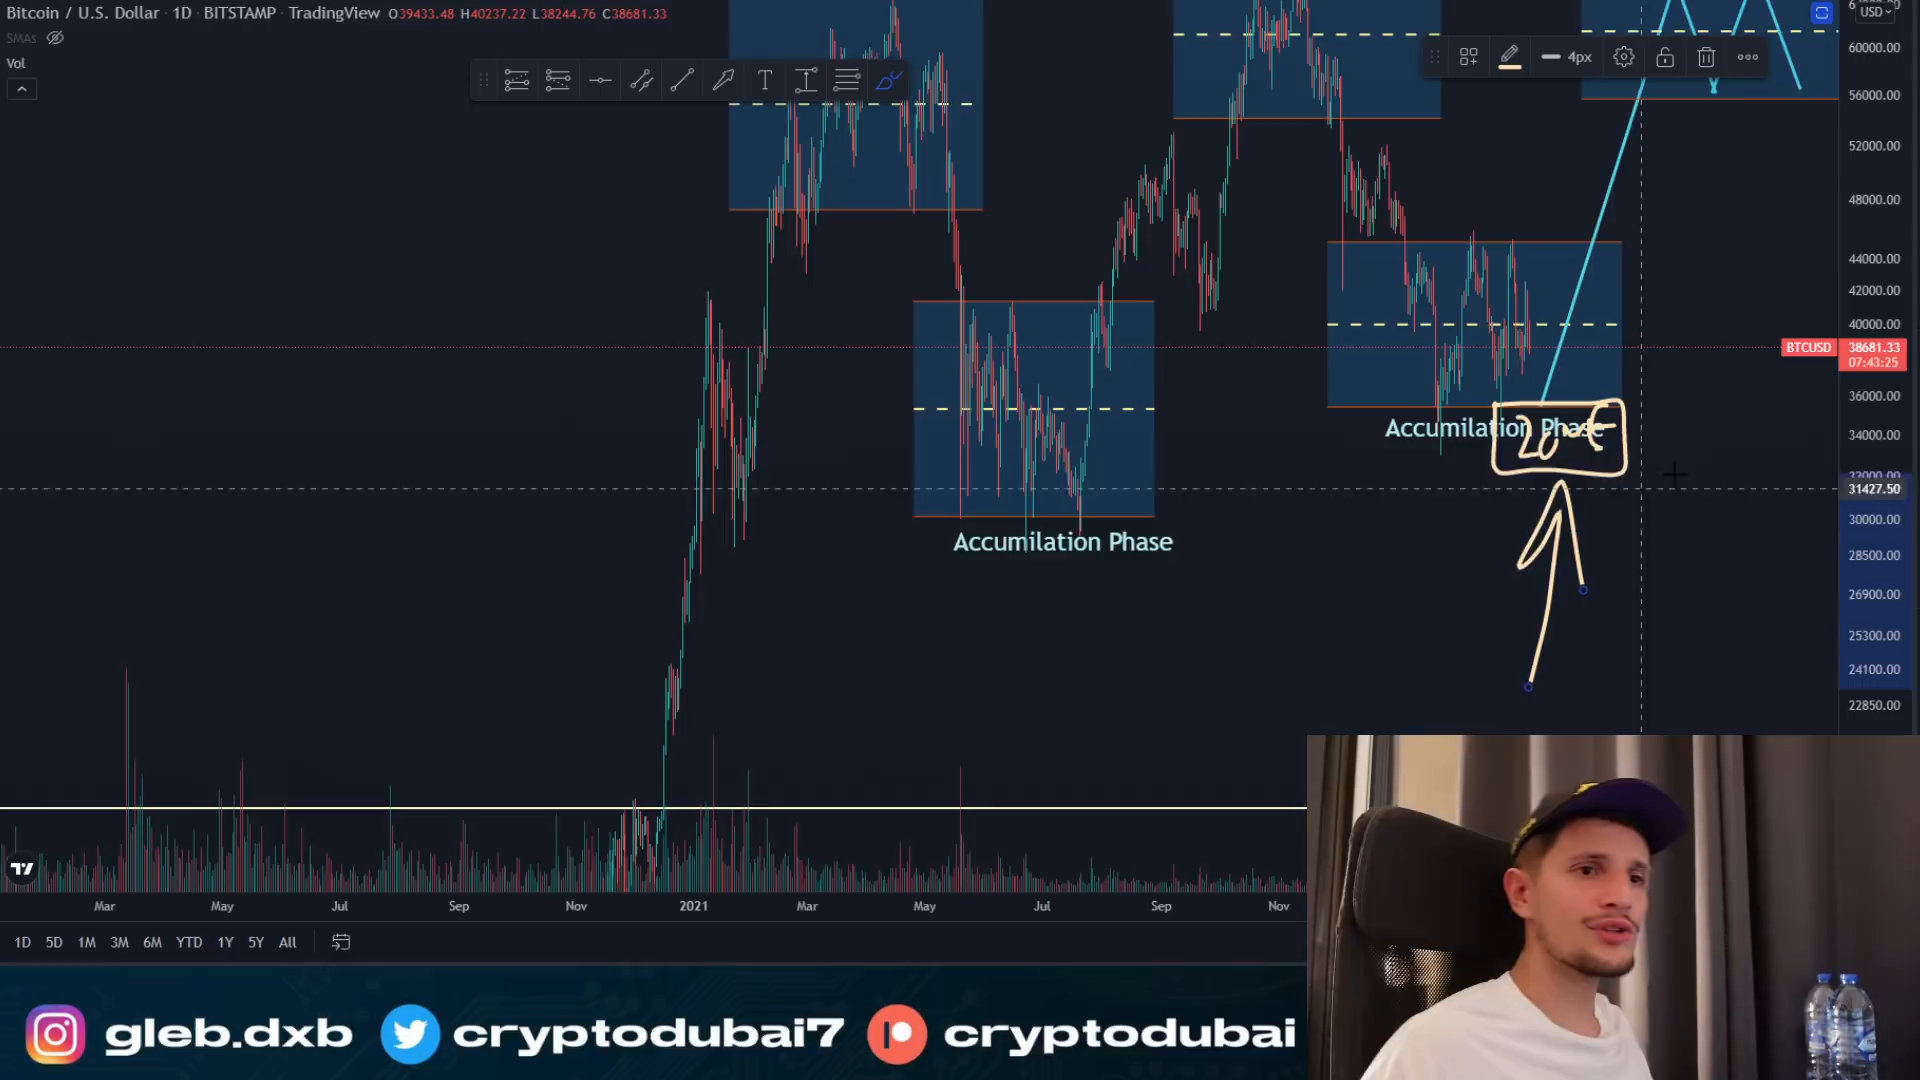 Bitcoin / U.S. Dollar · 1D · BITSTAMP · TradingView O39433.48 H40237.22 L38244.76 C38681.33
USD
SMAs
Vol
4px
60000.00
56000.00
52000.00
48000.00
44000.00
42000.00
40000.00
BTCUSD 38681.33
07:43:25
36000.00
34000.00
32000.00
31427.50
30000.00
28500.00
26900.00
25300.00
24100.00
22850.00
Accumilation Phase
Accumilation Phase
Mar May Jul Sep Nov 2021 Mar May Jul Sep Nov
1D 5D 1M 3M 6M YTD 1Y 5Y All
gleb.dxb cryptodubai7 cryptodubai